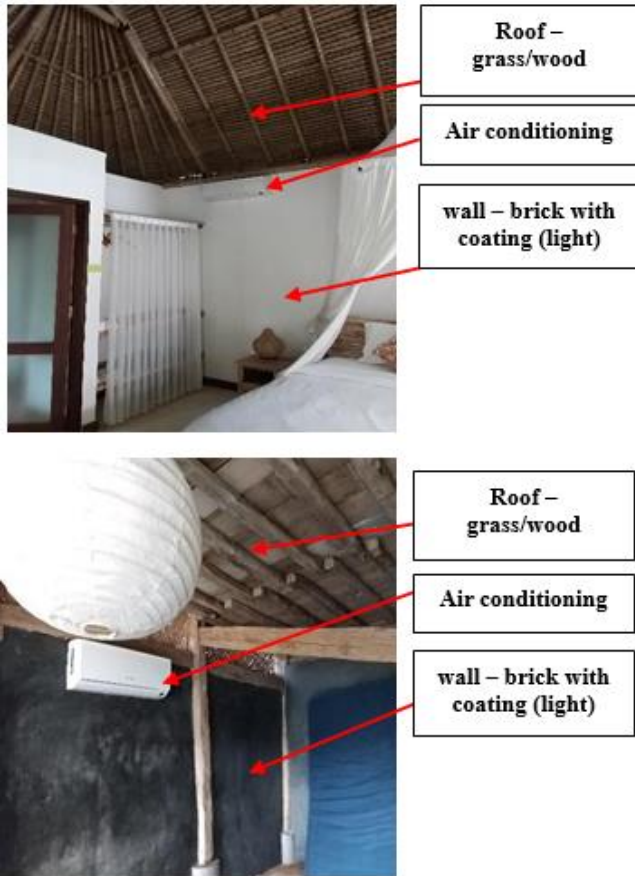 Roof –
grass/wood
Air conditioning
wall – brick with
coating (light)
Roof –
grass/wood
Air conditioning
wall – brick with
coating (light)